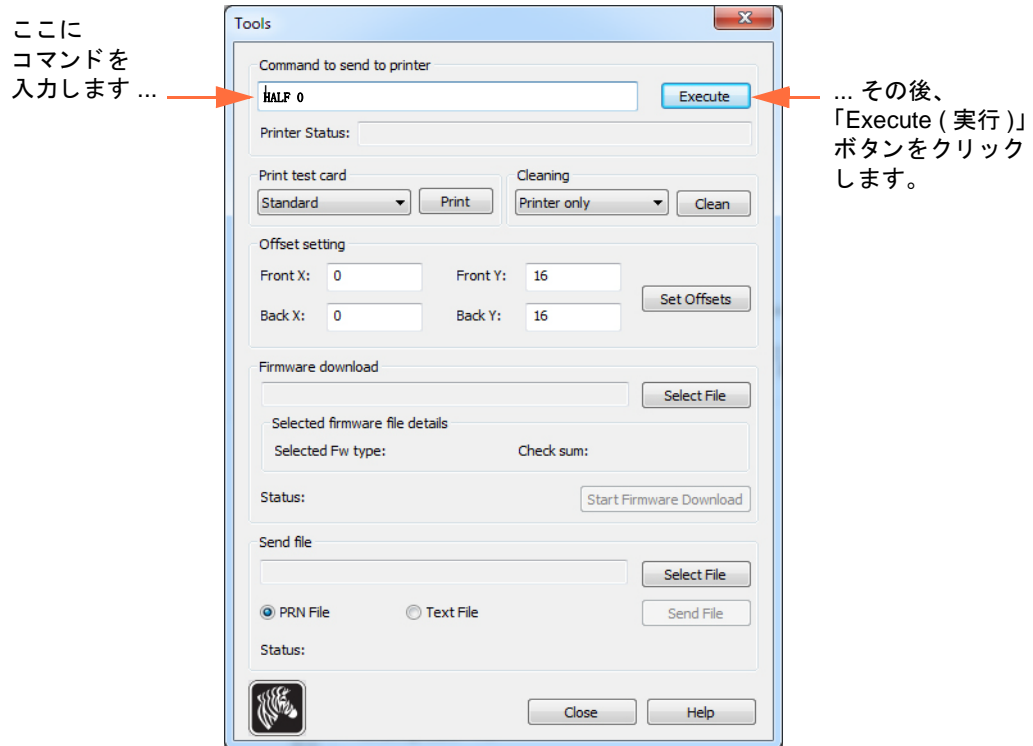 ここに
コマンドを
入力します ...
Tools
Command to send to printer
HALF 0
Execute
Printer Status:
... その後、
「Execute ( 実行 )」
ボタンをクリック
します。
Print test card
Standard
Print
Cleaning
Printer only
Clean
Offset setting
Front X: 0 Front Y: 16
Back X: 0 Back Y: 16
Set Offsets
Firmware download
Select File
Selected firmware file details
Selected Fw type: Check sum:
Status:
Start Firmware Download
Send file
Select File
PRN File Text File
Send File
Status:
Close Help